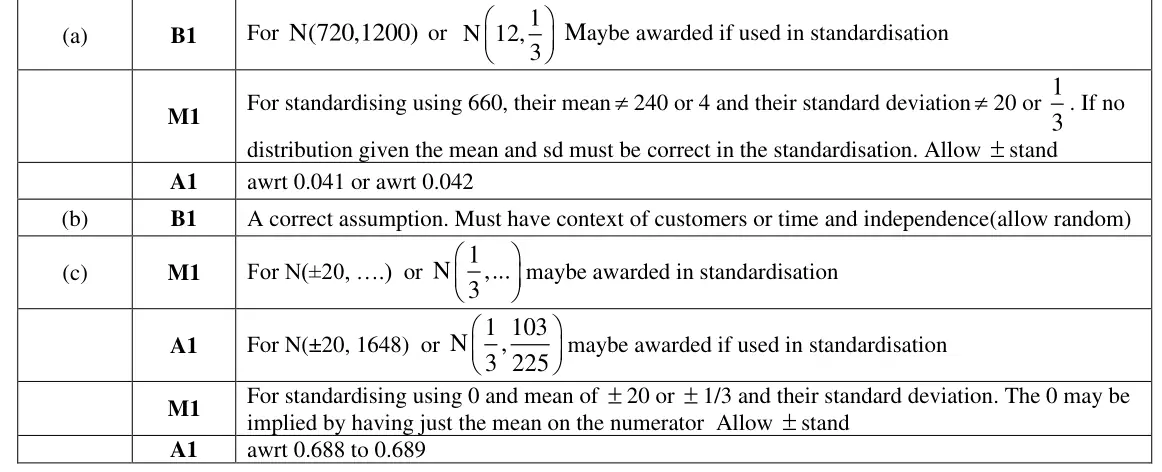 (a) B1 For N(720,1200) or N(12, 1/3) Maybe awarded if used in standardisation
M1 For standardising using 660, their mean ≠ 240 or 4 and their standard deviation ≠ 20 or 1/3 . If no
distribution given the mean and sd must be correct in the standardisation. Allow ± stand
A1 awrt 0.041 or awrt 0.042
(b) B1 A correct assumption. Must have context of customers or time and independence(allow random)
(c) M1 For N(±20, ….) or N(1/3,...) maybe awarded in standardisation
A1 For N(±20, 1648) or N(1/3, 103/225) maybe awarded if used in standardisation
M1 For standardising using 0 and mean of ±20 or ±1/3 and their standard deviation. The 0 may be
implied by having just the mean on the numerator Allow ± stand
A1 awrt 0.688 to 0.689